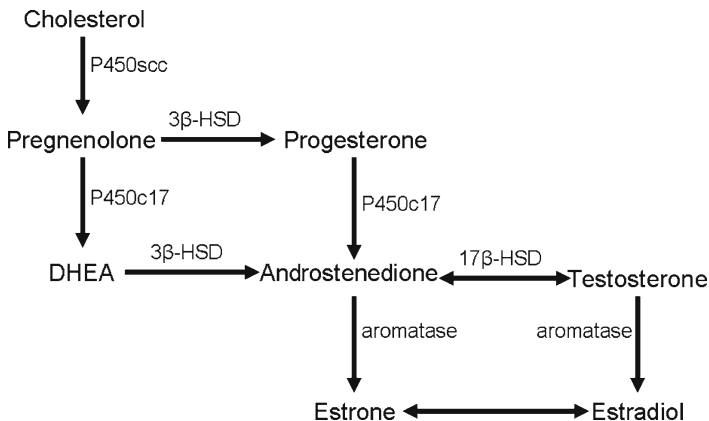 Cholesterol
P450scc
3β-HSD
Pregnenolone
Progesterone
P450c17
P450c17
3β-HSD
17β-HSD
DHEA
Androstenedione
Testosterone
aromatase
aromatase
Estrone
Estradiol